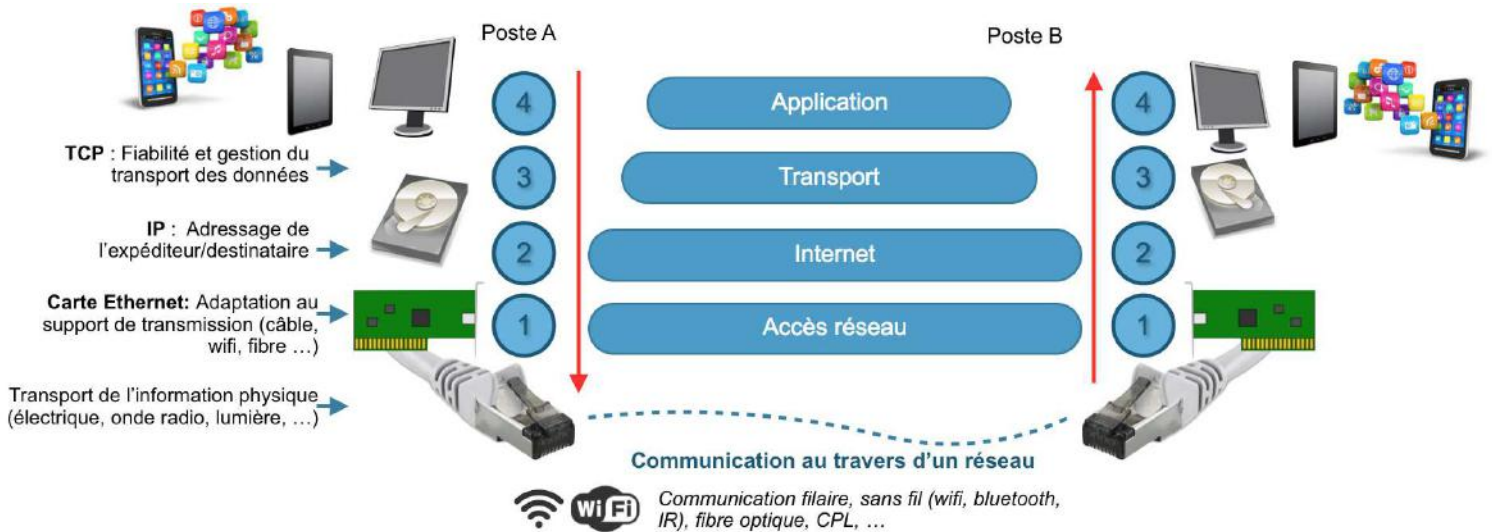 Poste A
Poste B
4
Application
4
TCP : Fiabilité et gestion du
transport des données
3
Transport
3
IP : Adressage de
l'expéditeur/destinataire
2
Internet
2
Carte Ethernet: Adaptation au
support de transmission (câble,
wifi, fibre ...)
1
Accès réseau
1
Transport de l'information physique
(électrique, onde radio, lumière, ...)
Communication au travers d'un réseau
Wi Fi
Communication filaire, sans fil (wifi, bluetooth,
IR), fibre optique, CPL, ...